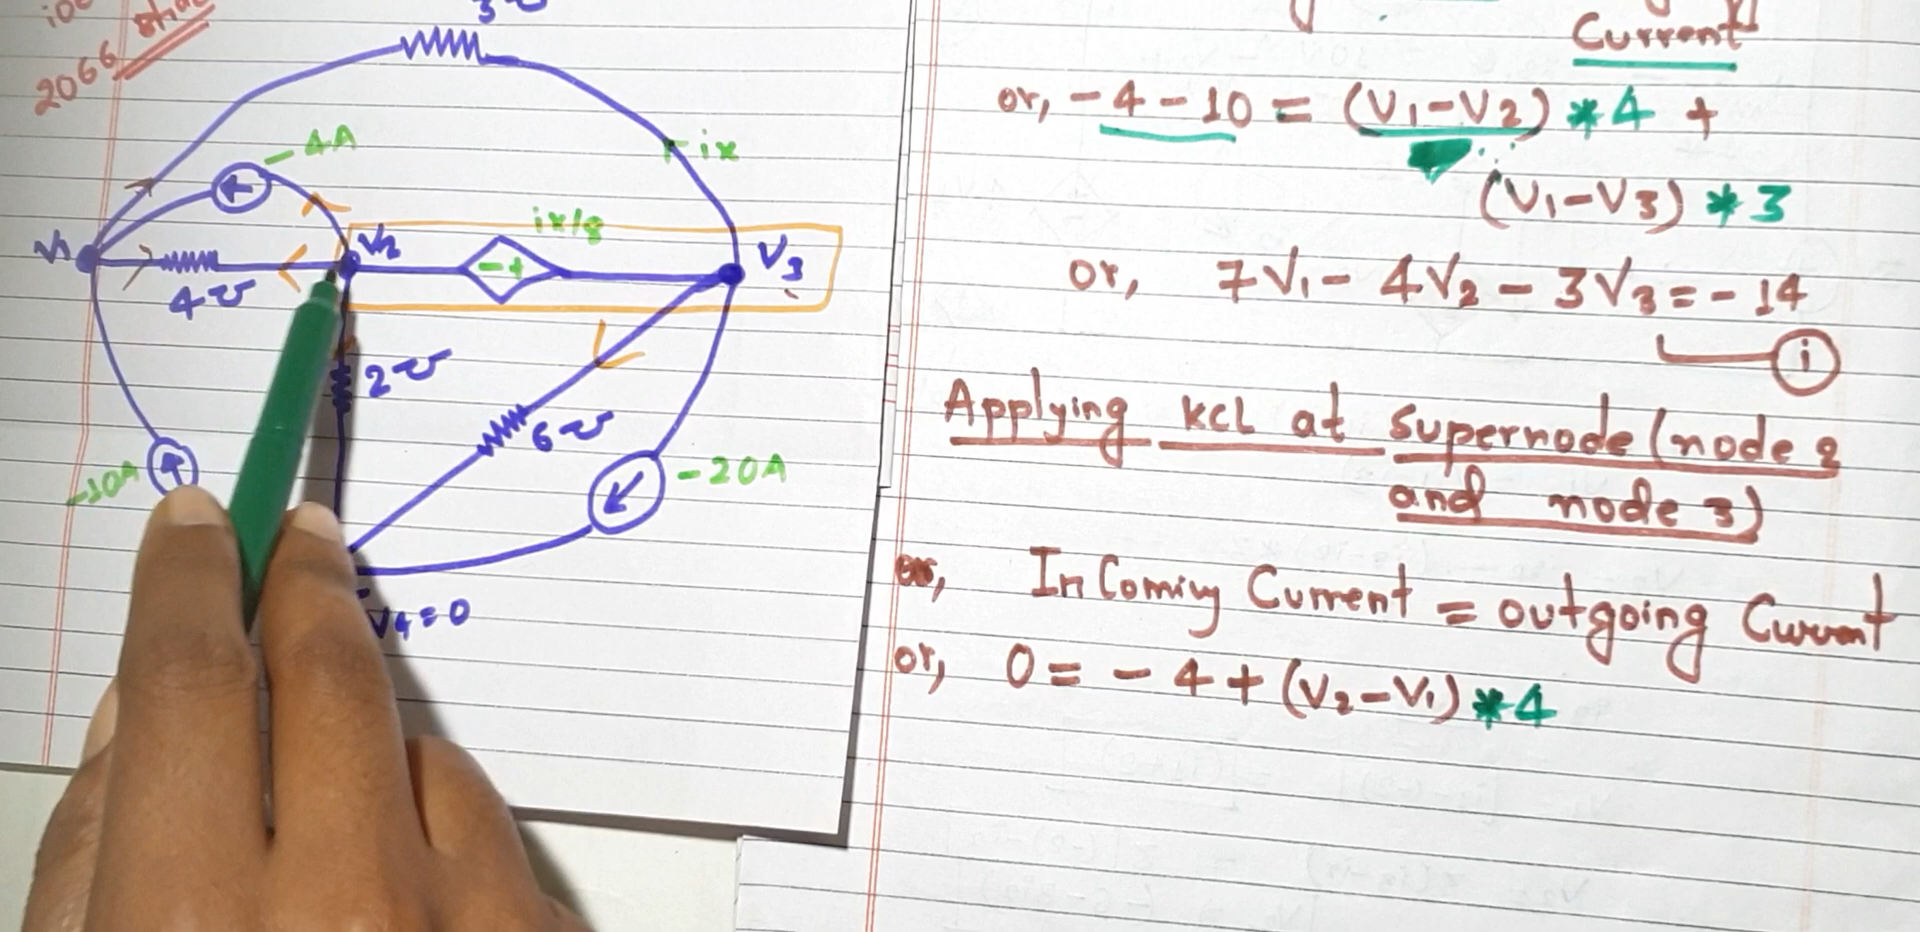 3℧
2066
-4A
ix
V1
V2
ix/8
- +
V3
4℧
2℧
6℧
-10A
-20A
V4=0
Current
or, -4-10 = (V1-V2) *4 +
(V1-V3) *3
or, 7V1 - 4V2 - 3V3 = -14
i
Applying KCL at supernode (node 2
and node 3)
or, InComing Current = outgoing Current
or, 0 = -4+(V2-V1)*4